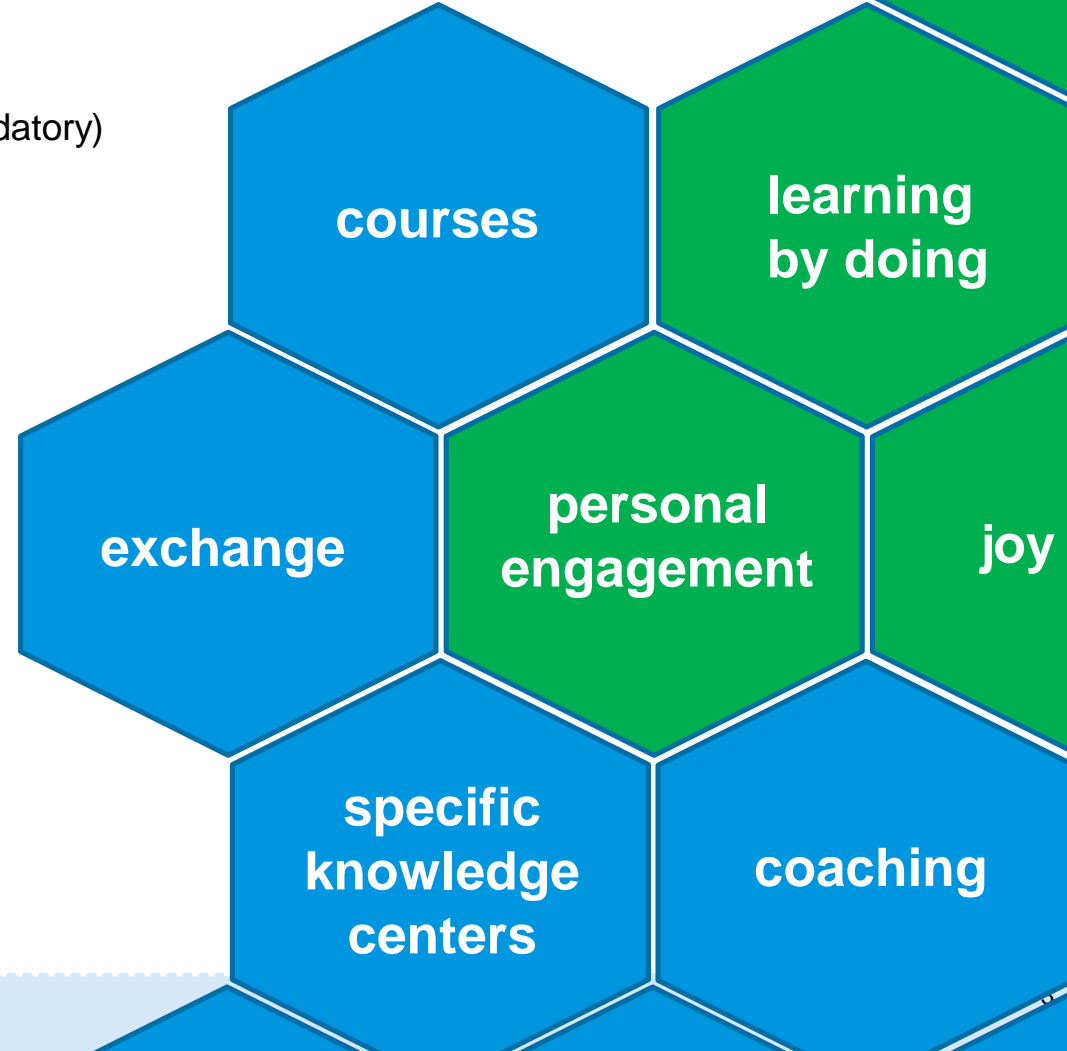 datory)
courses
learning
by doing
exchange
personal
engagement
joy
specific
knowledge
centers
coaching